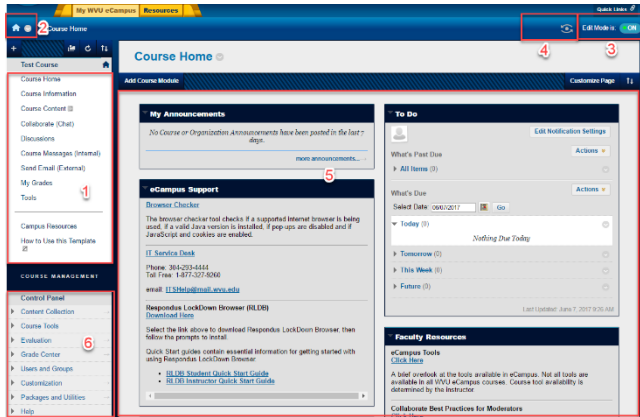 My WVU eCampus
Resources
Quick Links
2
Course Home
4
Edit Mode is: ON
3
Test Course
Course Home
Course Information
Course Content
Collaborate (Chat)
Discussions
Course Messages (Internal)
Send Email (External)
My Grades
Tools
1
Campus Resources
How to Use this Template
COURSE MANAGEMENT
Control Panel
Content Collection
Course Tools
Evaluation
Grade Center
Users and Groups
Customization
Packages and Utilities
Help
6
Course Home
Add Course Module
Customize Page
My Announcements
No Course or Organization Announcements have been posted in the last 7
days.
more announcements...
5
eCampus Support
Browser Checker
The browser checker tool checks if a supported Internet browser is being
used, if a valid Java version is installed, if pop-ups are disabled and if
JavaScript and cookies are enabled.
IT Service Desk
Phone: 304-293-4444
Toll Free: 1-877-327-9260
email: ITSHelp@mail.wvu.edu
Respondus LockDown Browser (RLDB)
Download Here
Select the link above to download Respondus LockDown Browser, then
follow the prompts to install.
Quick Start guides contain essential information for getting started with
using Respondus LockDown Browser
RLDB Student Quick Start Guide
RLDB Instructor Quick Start Guide
To Do
Edit Notification Settings
What's Past Due
Actions
All Items (0)
What's Due
Actions
Select Date: 06/07/2017 Go
Today (0)
Nothing Due Today
Tomorrow (0)
This Week (0)
Future (0)
Last Updated: June 7, 2017 9:26 AM
Faculty Resources
eCampus Tools
Click Here
A brief overlook at the tools available in eCampus. Not all tools are
available in all WVU eCampus courses. Course tool availability is
determined by the instructor.
Collaborate Best Practices for Moderators